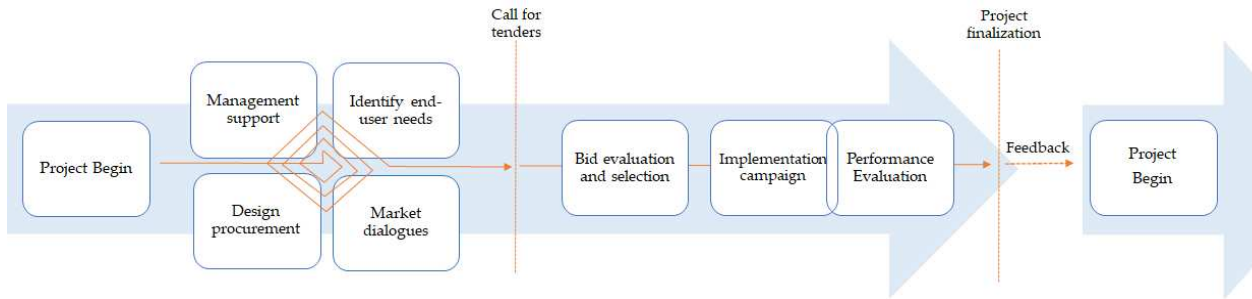 Call for
tenders
Project
finalization
Management
support
Identify end-
user needs
Project Begin
Design
procurement
Market
dialogues
Bid evaluation
and selection
Implementation
campaign
Performance
Evaluation
Feedback
Project
Begin